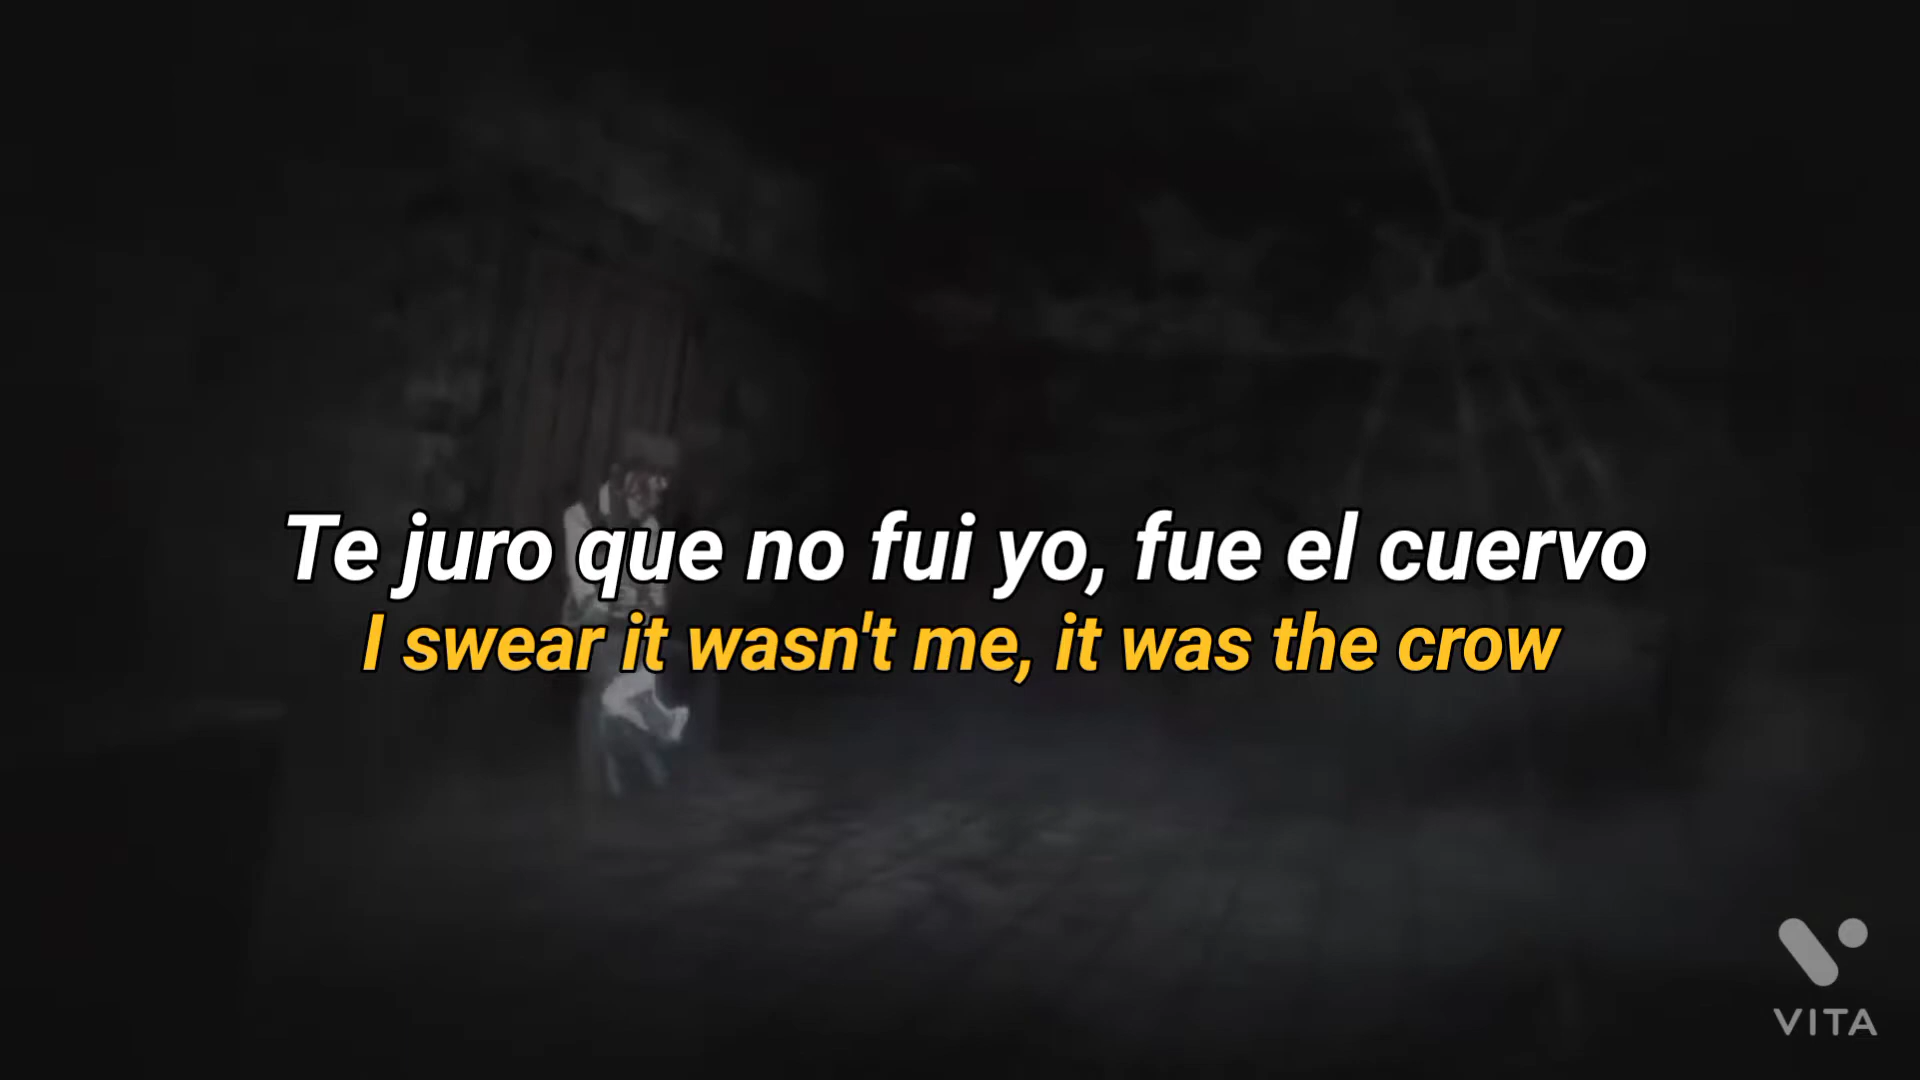 Te juro que no fui yo, fue el cuervo
I swear it wasn't me, it was the crow
VITA